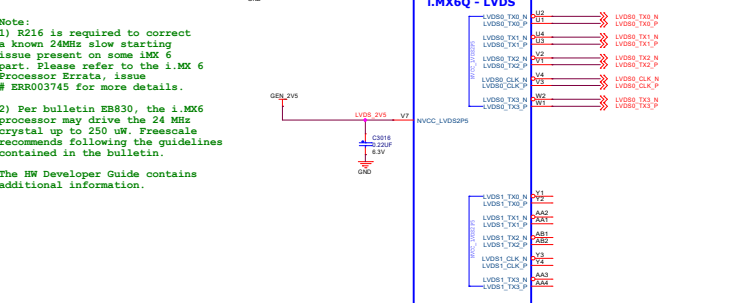 i.MX6Q - LVDS
Note:
1) R216 is required to correct
a known 24MHz slow starting
issue present on some iMX 6
part. Please refer to the i.MX 6
Processor Errata, issue
# ERR003745 for more details.
2) Per bulletin EB830, the i.MX6
processor may drive the 24 MHz
crystal up to 250 uW. Freescale
recommends following the guidelines
contained in the bulletin.
The HW Developer Guide contains
additional information.
GEN_2V5
LVDS_2V5
V7
NVCC_LVDS2P5
C3016
0.22UF
6.3V
GND
NVCC_LVDS2P5
LVDS0_TX0_N U2 LVDS0_TX0_N
LVDS0_TX0_P U1 LVDS0_TX0_P
LVDS0_TX1_N U4 LVDS0_TX1_N
LVDS0_TX1_P U3 LVDS0_TX1_P
LVDS0_TX2_N V2 LVDS0_TX2_N
LVDS0_TX2_P V1 LVDS0_TX2_P
LVDS0_CLK_N V4 LVDS0_CLK_N
LVDS0_CLK_P V3 LVDS0_CLK_P
LVDS0_TX3_N W2 LVDS0_TX3_N
LVDS0_TX3_P W1 LVDS0_TX3_P
NVCC_LVDS2P5
LVDS1_TX0_N Y1
LVDS1_TX0_P Y2
LVDS1_TX1_N AA2
LVDS1_TX1_P AA1
LVDS1_TX2_N AB1
LVDS1_TX2_P AB2
LVDS1_CLK_N Y3
LVDS1_CLK_P Y4
LVDS1_TX3_N AA3
LVDS1_TX3_P AA4